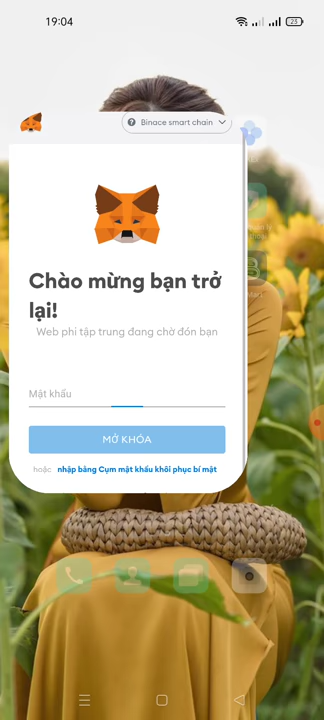 19:04
23
Binace smart chain
Chào mừng bạn trở
lại!
Web phi tập trung đang chờ đón bạn
Mật khẩu
MỞ KHÓA
hoặc nhập bằng Cụm mật khẩu khôi phục bí mật